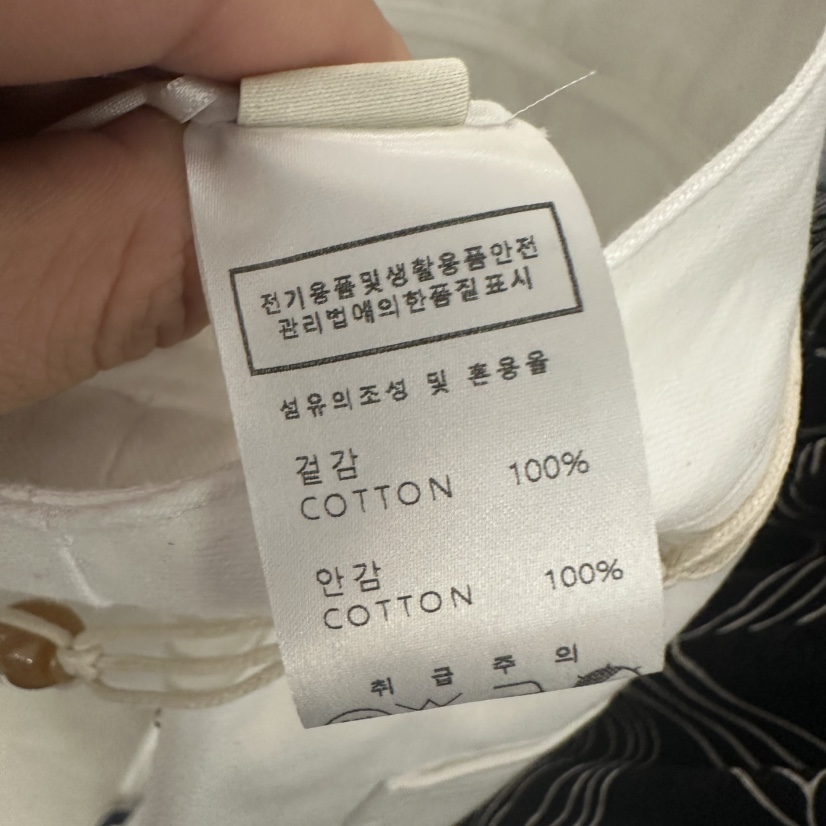 전기용품및생활용품안전
관리법에의한품질표시
섬유의조성 및 혼용율
겉감
COTTON 100%
안감
COTTON 100%
취급주의